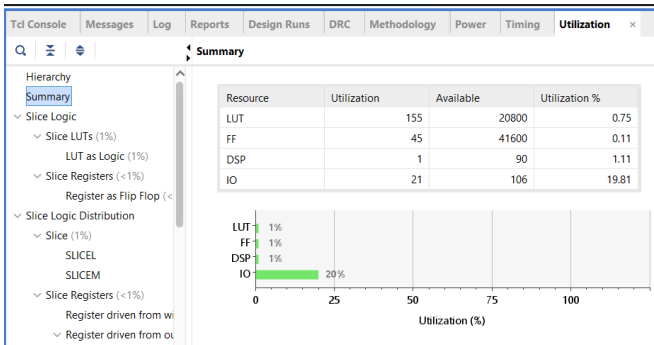 Tcl Console Messages Log Reports Design Runs DRC Methodology Power Timing Utilization ×
Summary
Hierarchy
Summary
Slice Logic
Slice LUTs (1%)
LUT as Logic (1%)
Slice Registers (<1%)
Register as Flip Flop (<
Slice Logic Distribution
Slice (1%)
SLICEL
SLICEM
Slice Registers (<1%)
Register driven from wi
Register driven from ou
Resource Utilization Available Utilization %
LUT 155 20800 0.75
FF 45 41600 0.11
DSP 1 90 1.11
IO 21 106 19.81
LUT 1%
FF 1%
DSP 1%
IO 20%
0 25 50 75 100
Utilization (%)